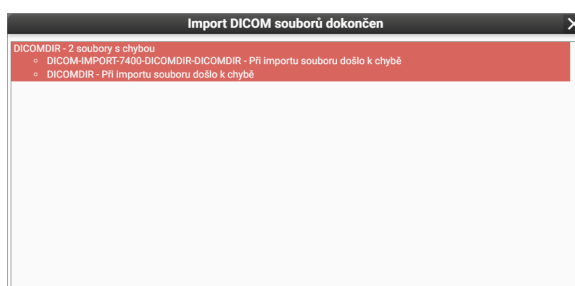 Import DICOM souborů dokončen
DICOMDIR - 2 soubory s chybou
DICOM-IMPORT-7400-DICOMDIR-DICOMDIR - Při importu souboru došlo k chybě
DICOMDIR - Při importu souboru došlo k chybě